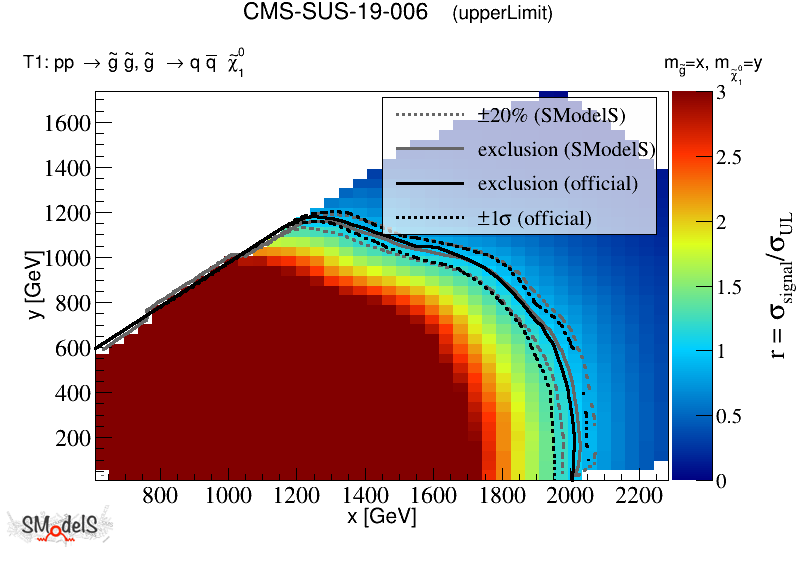 CMS-SUS-19-006 (upperLimit)
T1: pp → g̃ g̃, g̃ → q q̅ χ̃₁⁰
m_g̃=x, m_χ̃₁⁰=y
±20% (SModelS)
exclusion (SModelS)
exclusion (official)
±1σ (official)
1600
1400
1200
1000
800
600
400
200
y [GeV]
800 1000 1200 1400 1600 1800 2000 2200
x [GeV]
3
2.5
2
1.5
1
0.5
0
r = σ_signal/σ_UL
SModelS